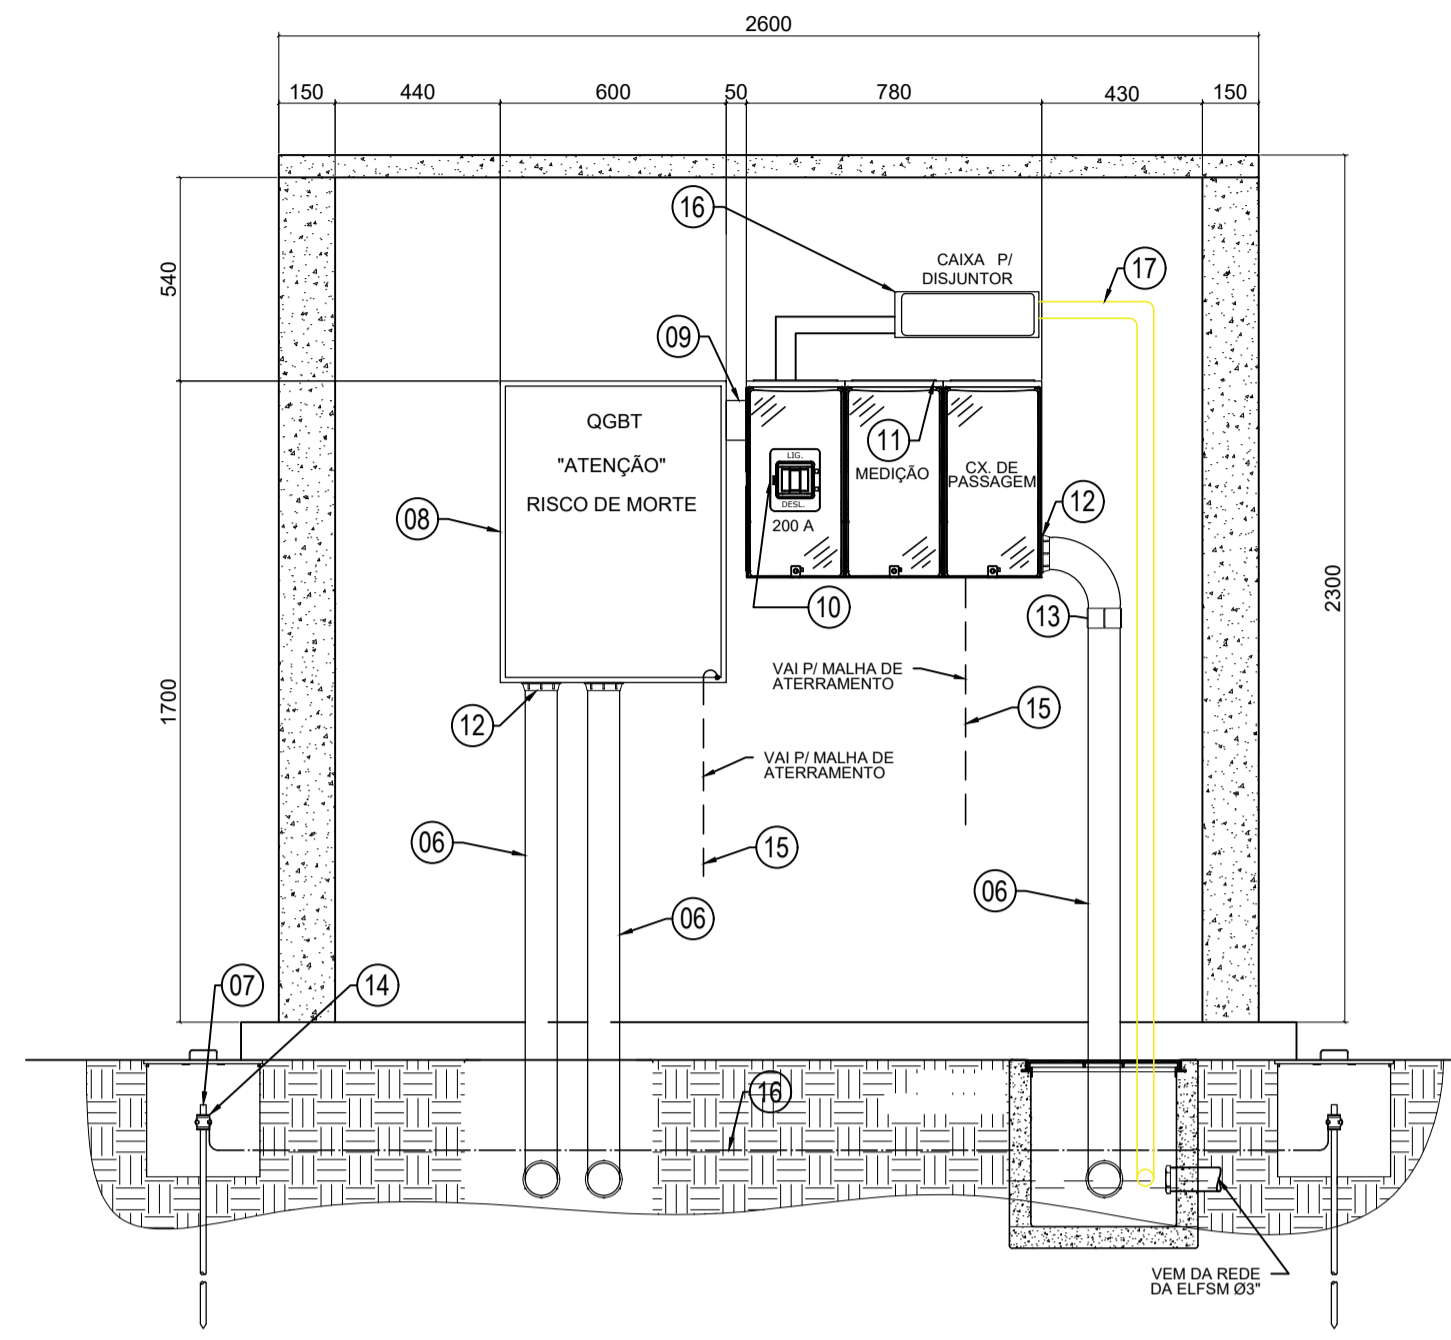 2600
150
440
600
50
780
430
150
16
CAIXA P/
DISJUNTOR
17
540
09
QGBT
"ATENÇÃO"
RISCO DE MORTE
11
LIG.
DESL.
200 A
MEDIÇÃO
CX. DE
PASSAGEM
08
12
10
13
2300
VAI P/ MALHA DE
ATERRAMENTO
15
1700
12
VAI P/ MALHA DE
ATERRAMENTO
06
15
06
06
07
14
16
VEM DA REDE
DA ELFSM Ø3"